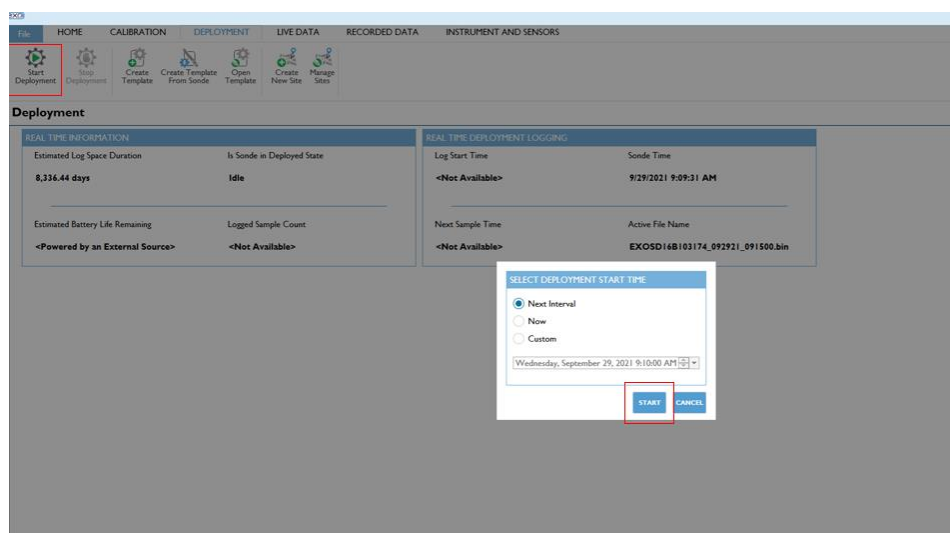 EXO
File HOME CALIBRATION DEPLOYMENT LIVE DATA RECORDED DATA INSTRUMENT AND SENSORS
Start Deployment
Stop Deployment
Create Template
Create Template From Sonde
Open Template
Create New Site
Manage Sites
Deployment
REAL TIME INFORMATION
Estimated Log Space Duration Is Sonde in Deployed State
8,336.44 days Idle
Estimated Battery Life Remaining Logged Sample Count
<Powered by an External Source> <Not Available>
REAL TIME DEPLOYMENT LOGGING
Log Start Time Sonde Time
<Not Available> 9/29/2021 9:09:31 AM
Next Sample Time Active File Name
<Not Available> EXOSD16B103174_092921_091500.bin
SELECT DEPLOYMENT START TIME
Next Interval
Now
Custom
Wednesday, September 29, 2021 9:10:00 AM
START CANCEL